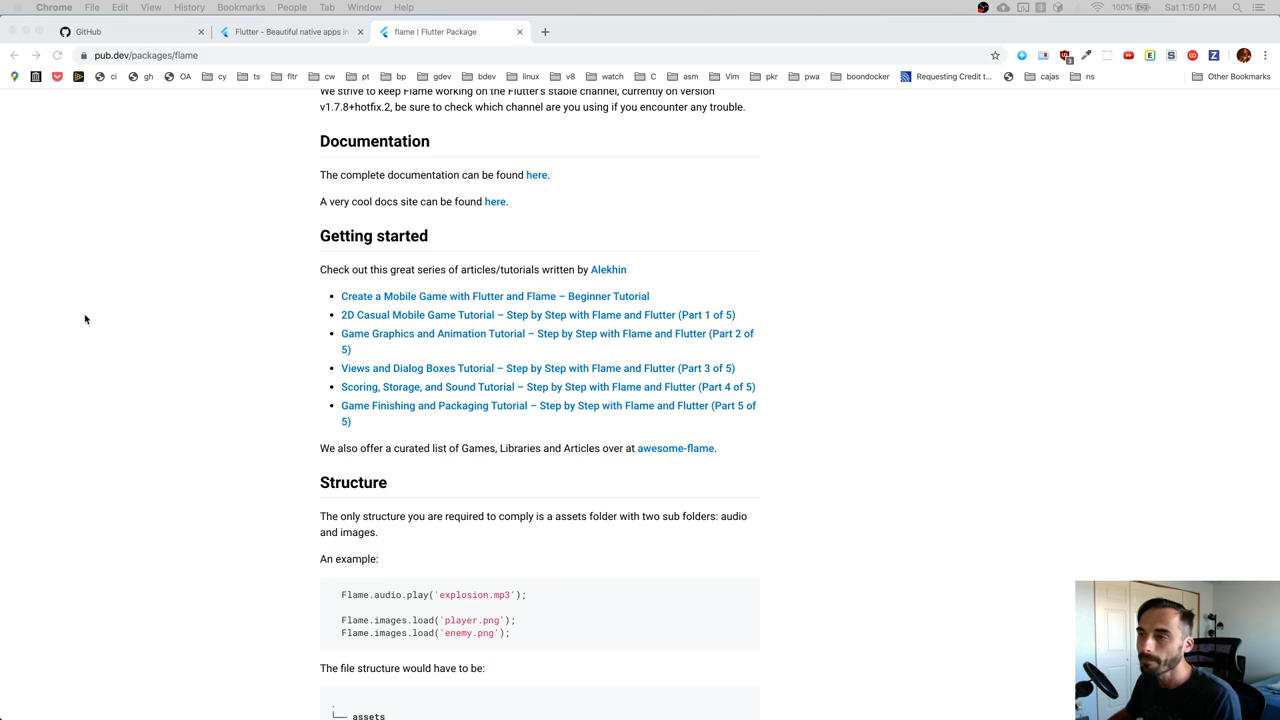 Chrome File Edit View History Bookmarks People Tab Window Help 100% Sat 1:50 PM
GitHub Flutter - Beautiful native apps in flame | Flutter Package
pub.dev/packages/flame
ci gh OA cy ts fltr cw pt bp gdev bdev linux v8 watch C asm Vim pkr pwa boondocker Requesting Credit t... cajas ns Other Bookmarks
We strive to keep Flame working on the Flutter's stable channel, currently on version
v1.7.8+hotfix.2, be sure to check which channel are you using if you encounter any trouble.
Documentation
The complete documentation can be found here.
A very cool docs site can be found here.
Getting started
Check out this great series of articles/tutorials written by Alekhin
• Create a Mobile Game with Flutter and Flame – Beginner Tutorial
• 2D Casual Mobile Game Tutorial – Step by Step with Flame and Flutter (Part 1 of 5)
• Game Graphics and Animation Tutorial – Step by Step with Flame and Flutter (Part 2 of
5)
• Views and Dialog Boxes Tutorial – Step by Step with Flame and Flutter (Part 3 of 5)
• Scoring, Storage, and Sound Tutorial – Step by Step with Flame and Flutter (Part 4 of 5)
• Game Finishing and Packaging Tutorial – Step by Step with Flame and Flutter (Part 5 of
5)
We also offer a curated list of Games, Libraries and Articles over at awesome-flame.
Structure
The only structure you are required to comply is a assets folder with two sub folders: audio
and images.
An example:
Flame.audio.play('explosion.mp3');
Flame.images.load('player.png');
Flame.images.load('enemy.png');
The file structure would have to be:
.
└── assets